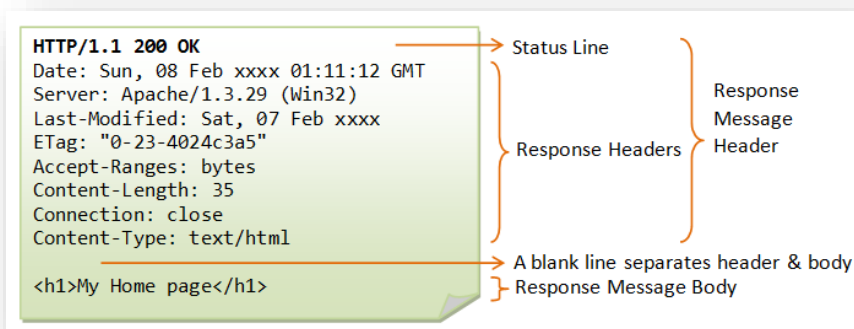 HTTP/1.1 200 OK
Date: Sun, 08 Feb xxxx 01:11:12 GMT
Server: Apache/1.3.29 (Win32)
Last-Modified: Sat, 07 Feb xxxx
ETag: "0-23-4024c3a5"
Accept-Ranges: bytes
Content-Length: 35
Connection: close
Content-Type: text/html
<h1>My Home page</h1>
Status Line
Response Headers
A blank line separates header & body
Response Message Body
Response
Message
Header